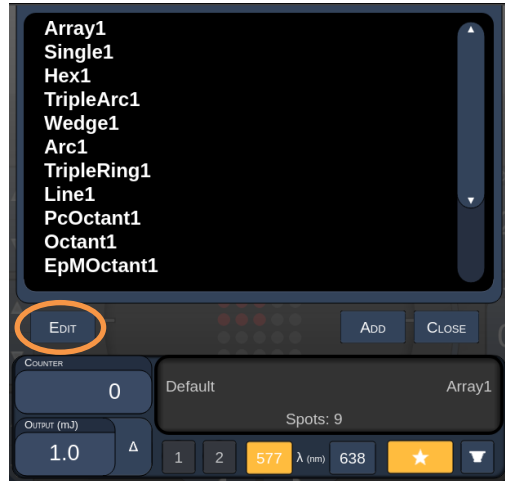 Array1
Single1
Hex1
TripleArc1
Wedge1
Arc1
TripleRing1
Line1
PcOctant1
Octant1
EpMOctant1
EDIT ADD CLOSE
COUNTER
0
Default Array1
Spots: 9
OUTPUT (mJ)
1.0 Δ
1 2 577 λ (nm) 638